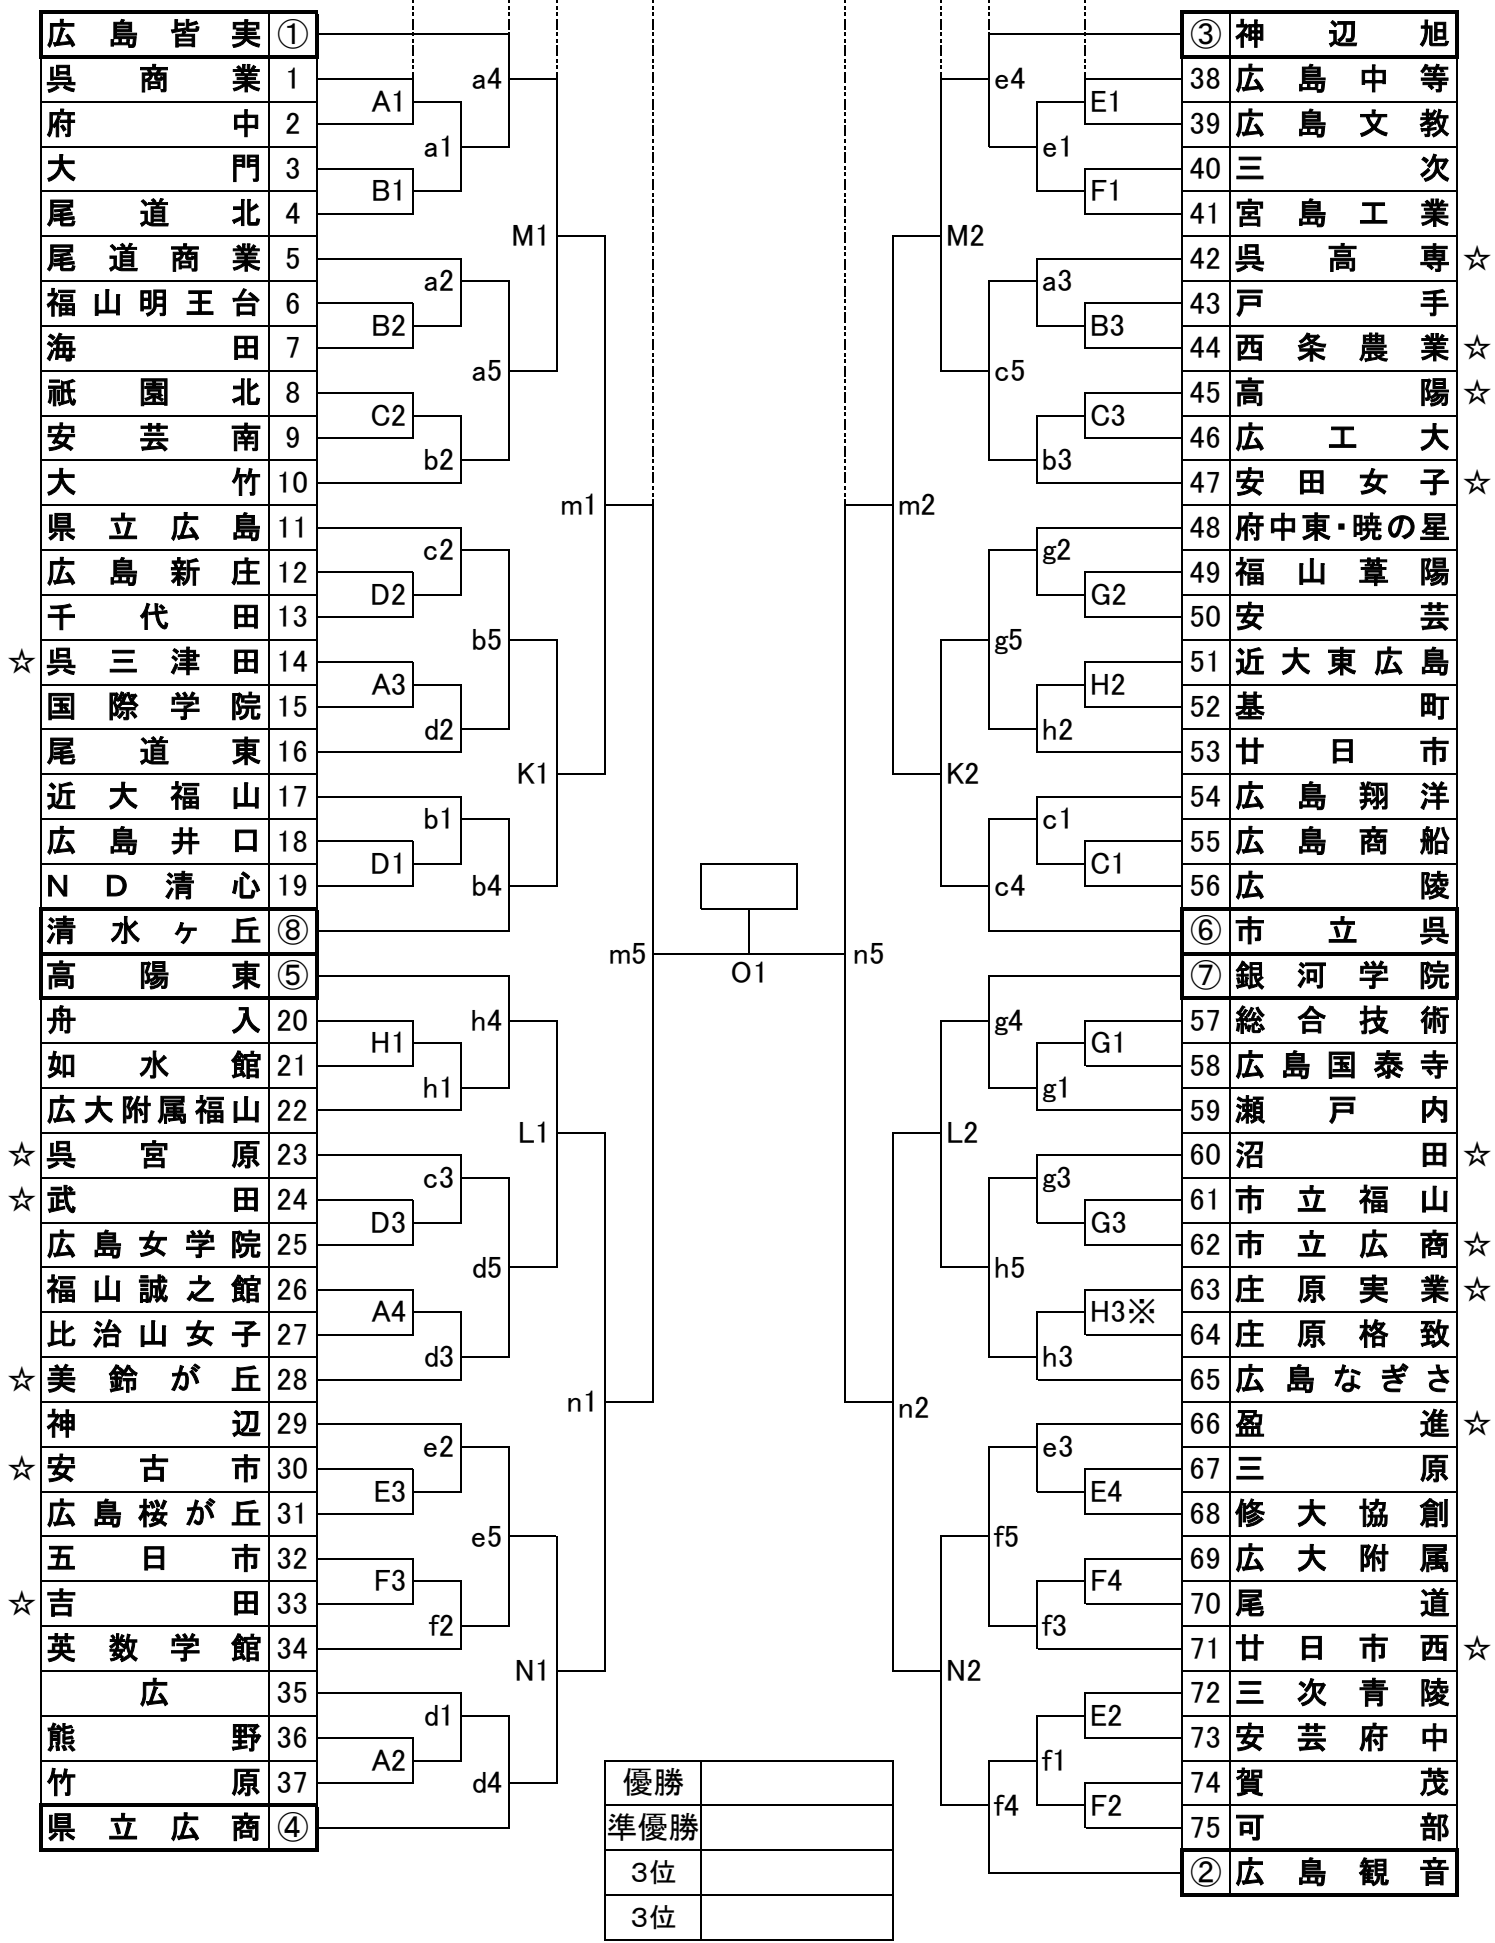 広島皆実 ① a4 e4 ③ 神辺旭
呉商業 1 A1 E1 38 広島中等
府中 2 a1 e1 39 広島文教
大門 3 B1 F1 40 三次
尾道北 4 M1 M2 41 宮島工業
尾道商業 5 a2 a3 42 呉高専 ☆
福山明王台 6 B2 B3 43 戸手
海田 7 a5 c5 44 西条農業 ☆
祇園北 8 C2 C3 45 高陽 ☆
安芸南 9 b2 b3 46 広工大
大竹 10 m1 m2 47 安田女子 ☆
県立広島 11 c2 g2 48 府中東・暁の星
広島新庄 12 D2 G2 49 福山葦陽
千代田 13 b5 g5 50 安芸
☆ 呉三津田 14 A3 H2 51 近大東広島
国際学院 15 d2 h2 52 基町
尾道東 16 K1 K2 53 廿日市
近大福山 17 b1 c1 54 広島翔洋
広島井口 18 D1 C1 55 広島商船
ND清心 19 b4 c4 56 広陵
清水ヶ丘 ⑧ m5 n5 ⑥ 市立呉
高陽東 ⑤ O1 ⑦ 銀河学院
舟入 20 H1 h4 g4 G1 57 総合技術
如水館 21 h1 g1 58 広島国泰寺
広大附属福山 22 L1 L2 59 瀬戸内
☆ 呉宮原 23 c3 g3 60 沼田 ☆
☆ 武田 24 D3 G3 61 市立福山
広島女学院 25 d5 h5 62 市立広商 ☆
福山誠之館 26 A4 H3※ 63 庄原実業 ☆
比治山女子 27 d3 h3 64 庄原格致
☆ 美鈴が丘 28 n1 n2 65 広島なぎさ
神辺 29 e2 e3 66 盈進 ☆
☆ 安古市 30 E3 E4 67 三原
広島桜が丘 31 e5 f5 68 修大協創
五日市 32 F3 F4 69 広大附属
☆ 吉田 33 f2 f3 70 尾道
英数学館 34 N1 N2 71 廿日市西 ☆
広 35 d1 E2 72 三次青陵
熊野 36 A2 f1 73 安芸府中
竹原 37 d4 優勝 f4 F2 74 賀茂
県立広商 ④ 準優勝 75 可部
3位 ② 広島観音
3位